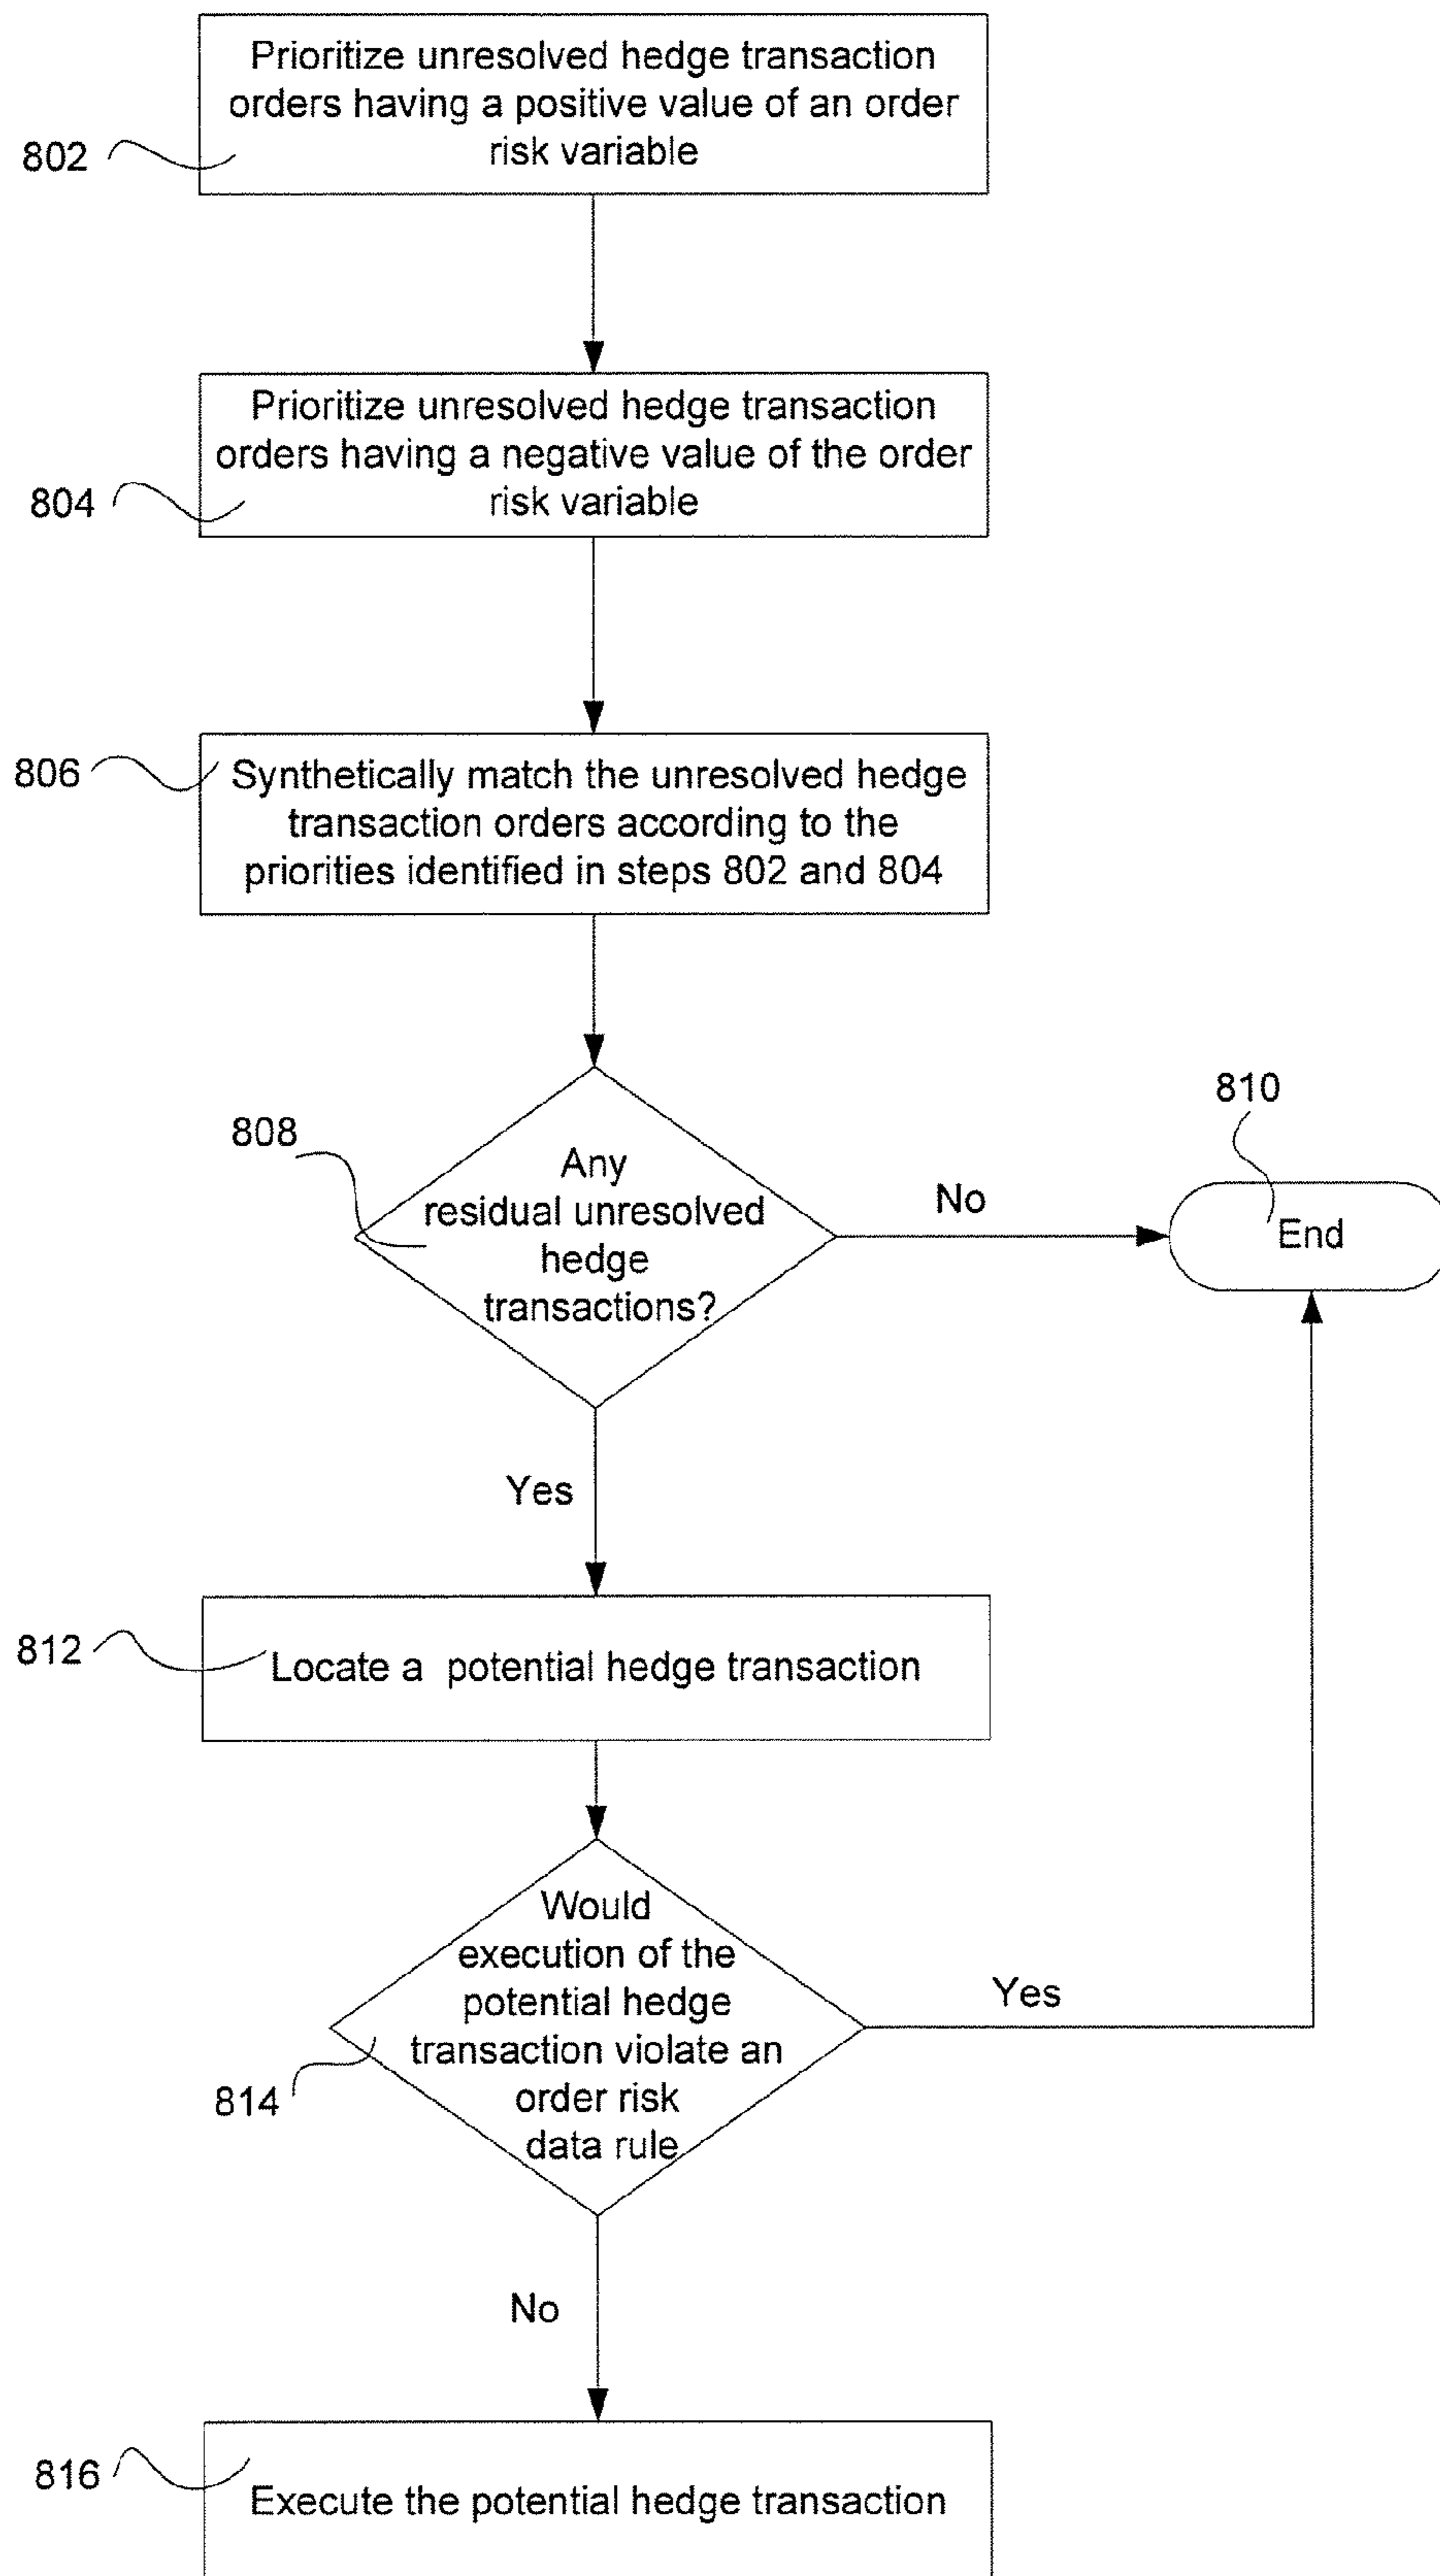 Prioritize unresolved hedge transaction
orders having a positive value of an order
risk variable
802
Prioritize unresolved hedge transaction
orders having a negative value of the order
risk variable
804
806
Synthetically match the unresolved hedge
transaction orders according to the
priorities identified in steps 802 and 804
808
Any
residual unresolved
hedge
transactions?
No
810
End
Yes
812
Locate a potential hedge transaction
Would
execution of the
potential hedge
transaction violate an
order risk
data rule
814
Yes
No
816
Execute the potential hedge transaction